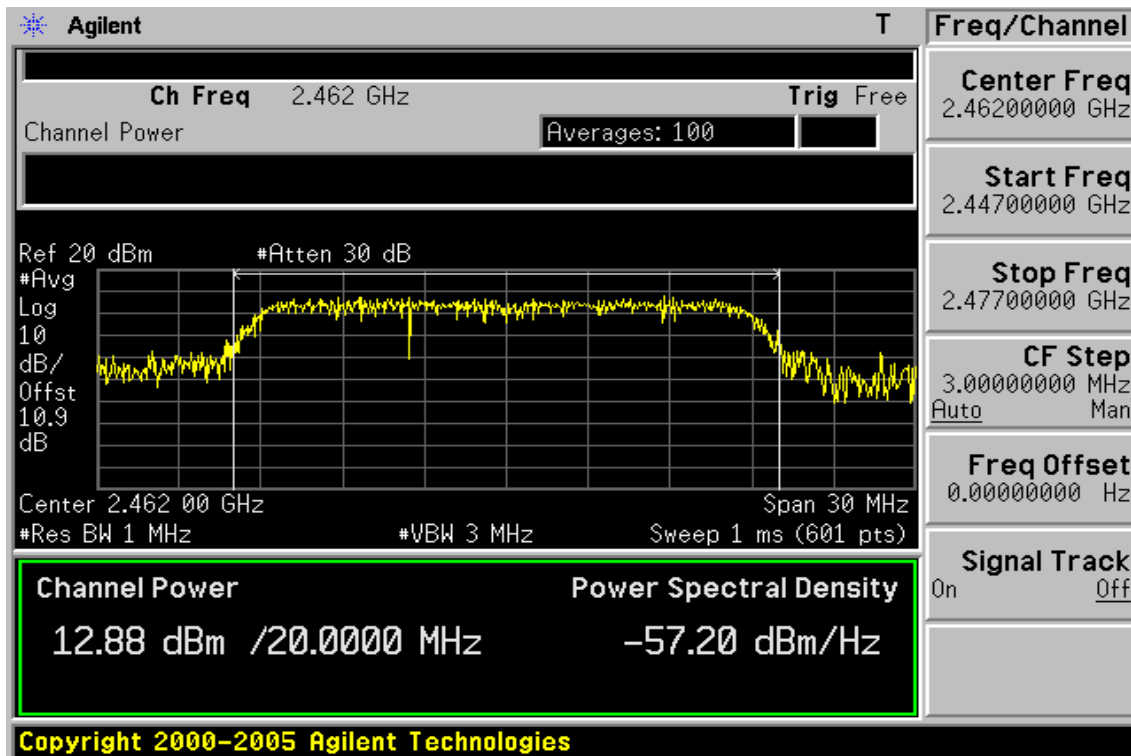 Agilent
T
Freq/Channel
Ch Freq 2.462 GHz
Trig Free
Channel Power
Averages: 100
Ref 20 dBm
#Atten 30 dB
#Avg
Log
10
dB/
Offst
10.9
dB
Center 2.462 00 GHz
Span 30 MHz
#Res BW 1 MHz
#VBW 3 MHz
Sweep 1 ms (601 pts)
Channel Power
Power Spectral Density
12.88 dBm /20.0000 MHz
-57.20 dBm/Hz
Center Freq
2.46200000 GHz
Start Freq
2.44700000 GHz
Stop Freq
2.47700000 GHz
CF Step
3.00000000 MHz
Auto Man
Freq Offset
0.00000000 Hz
Signal Track
On Off
Copyright 2000-2005 Agilent Technologies